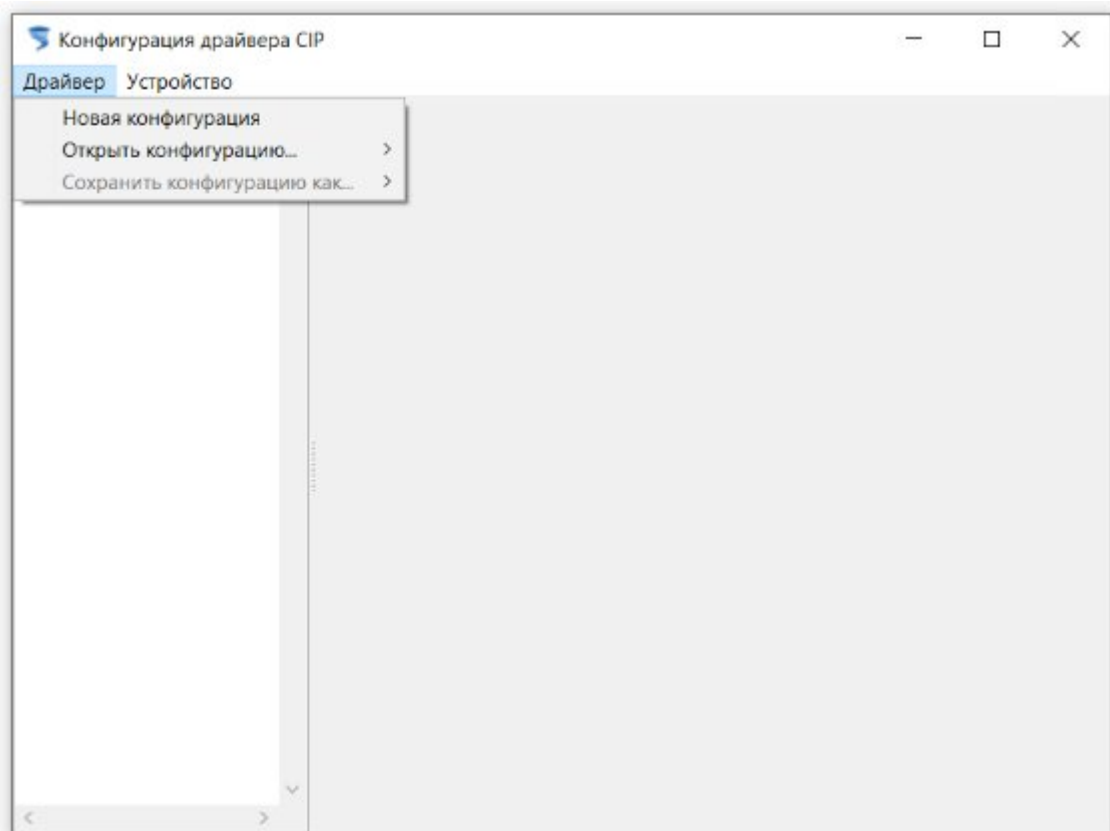 Конфигурация драйвера CIP
Драйвер Устройство
Новая конфигурация
Открыть конфигурацию...
Сохранить конфигурацию как...